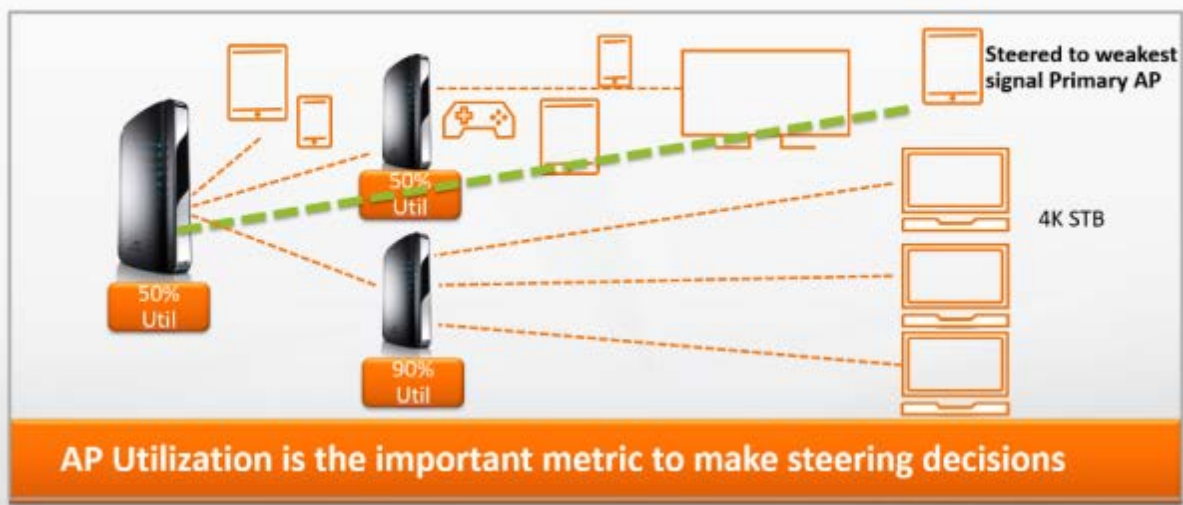 Steered to weakest
signal Primary AP
50%
Util
4K STB
50%
Util
90%
Util
AP Utilization is the important metric to make steering decisions